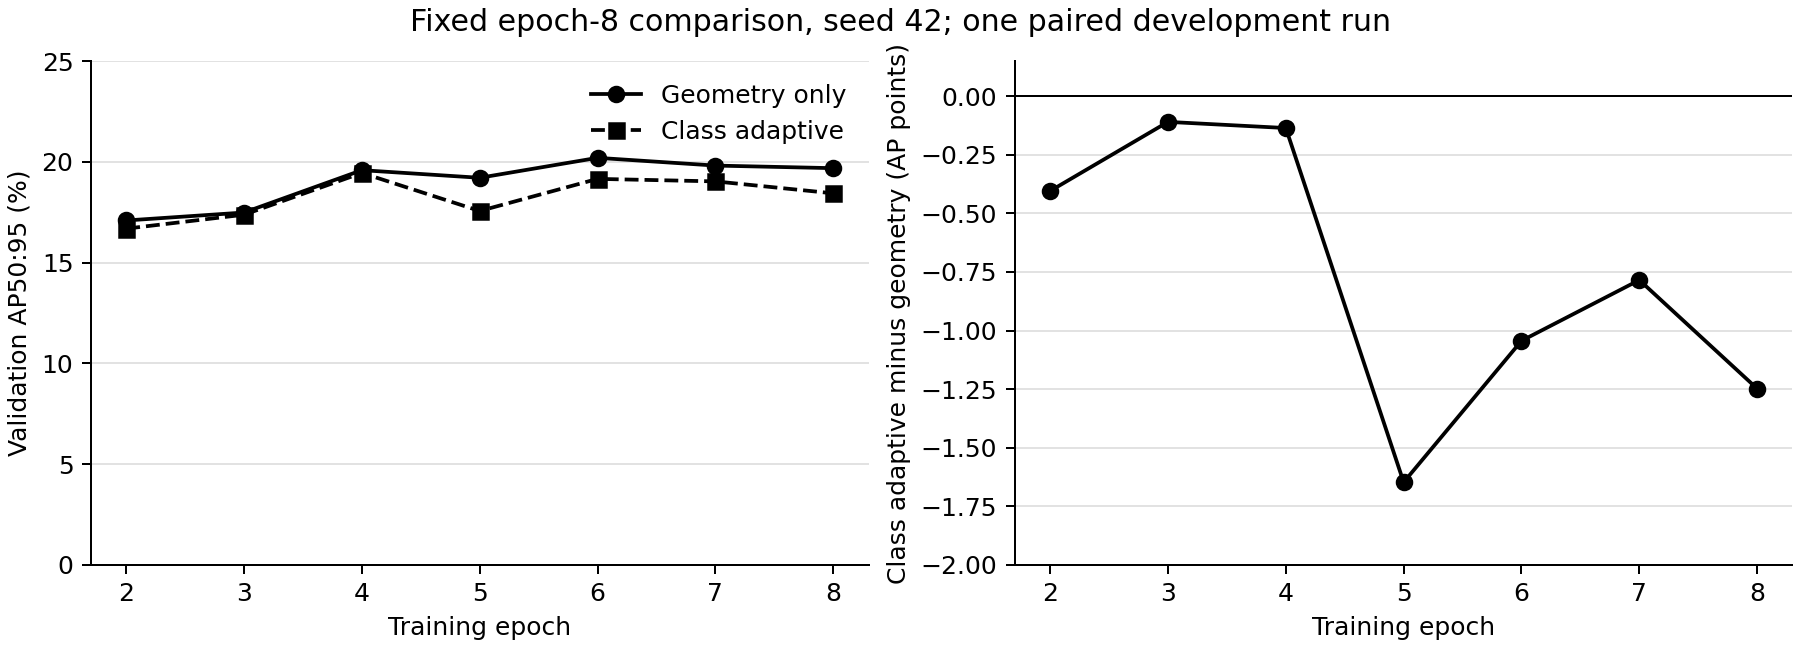 Fixed epoch-8 comparison, seed 42; one paired development run
Validation AP50:95 (%)
25
20
15
10
5
0
Geometry only
Class adaptive
2 3 4 5 6 7 8
Training epoch
Class adaptive minus geometry (AP points)
0.00
−0.25
−0.50
−0.75
−1.00
−1.25
−1.50
−1.75
−2.00
2 3 4 5 6 7 8
Training epoch